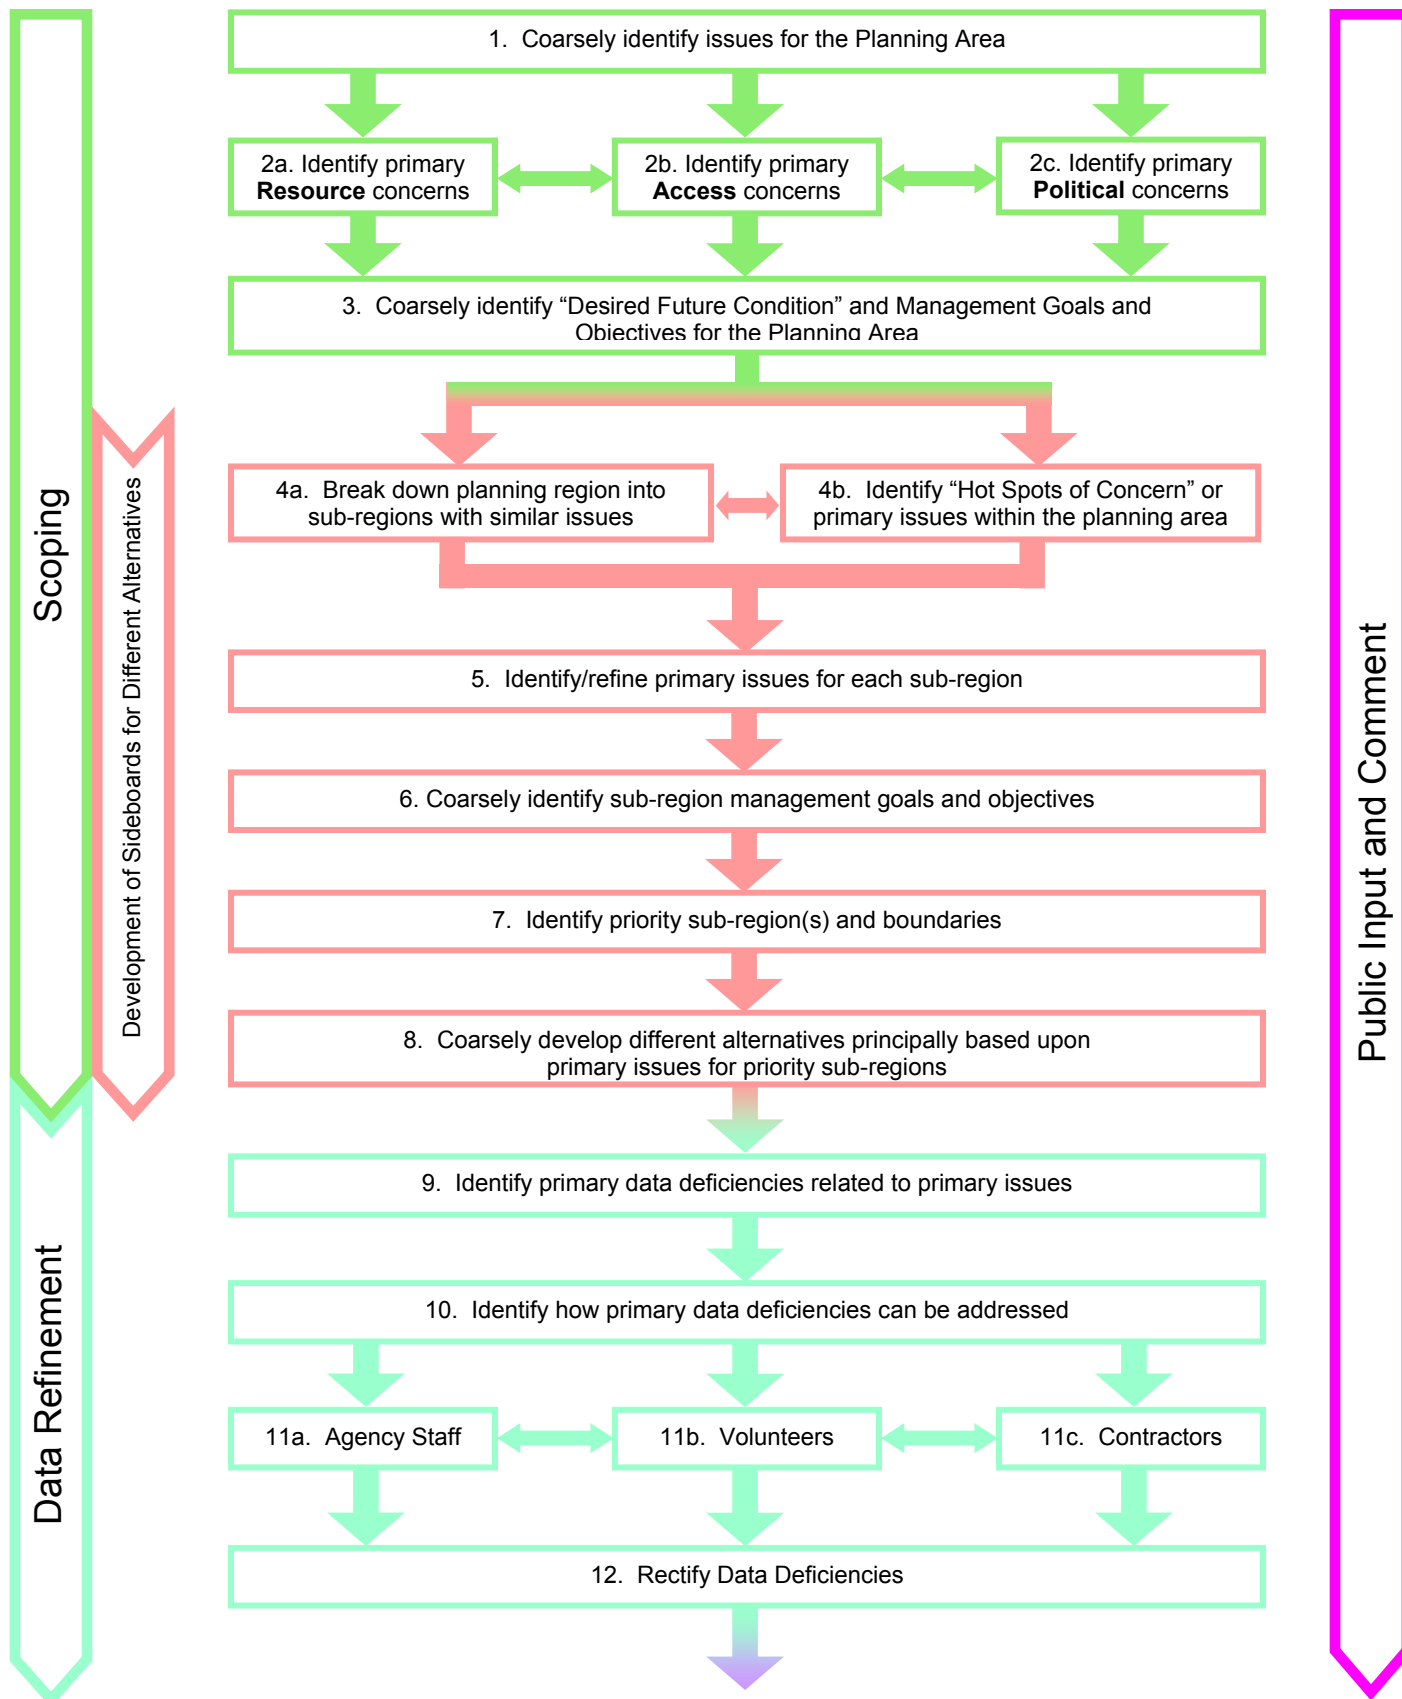 1. Coarsely identify issues for the Planning Area
2a. Identify primary
Resource concerns
2b. Identify primary
Access concerns
2c. Identify primary
Political concerns
3. Coarsely identify “Desired Future Condition” and Management Goals and
Objectives for the Planning Area
4a. Break down planning region into
sub-regions with similar issues
4b. Identify “Hot Spots of Concern” or
primary issues within the planning area
5. Identify/refine primary issues for each sub-region
6. Coarsely identify sub-region management goals and objectives
7. Identify priority sub-region(s) and boundaries
8. Coarsely develop different alternatives principally based upon
primary issues for priority sub-regions
9. Identify primary data deficiencies related to primary issues
10. Identify how primary data deficiencies can be addressed
11a. Agency Staff
11b. Volunteers
11c. Contractors
12. Rectify Data Deficiencies
Scoping
Development of Sideboards for Different Alternatives
Data Refinement
Public Input and Comment